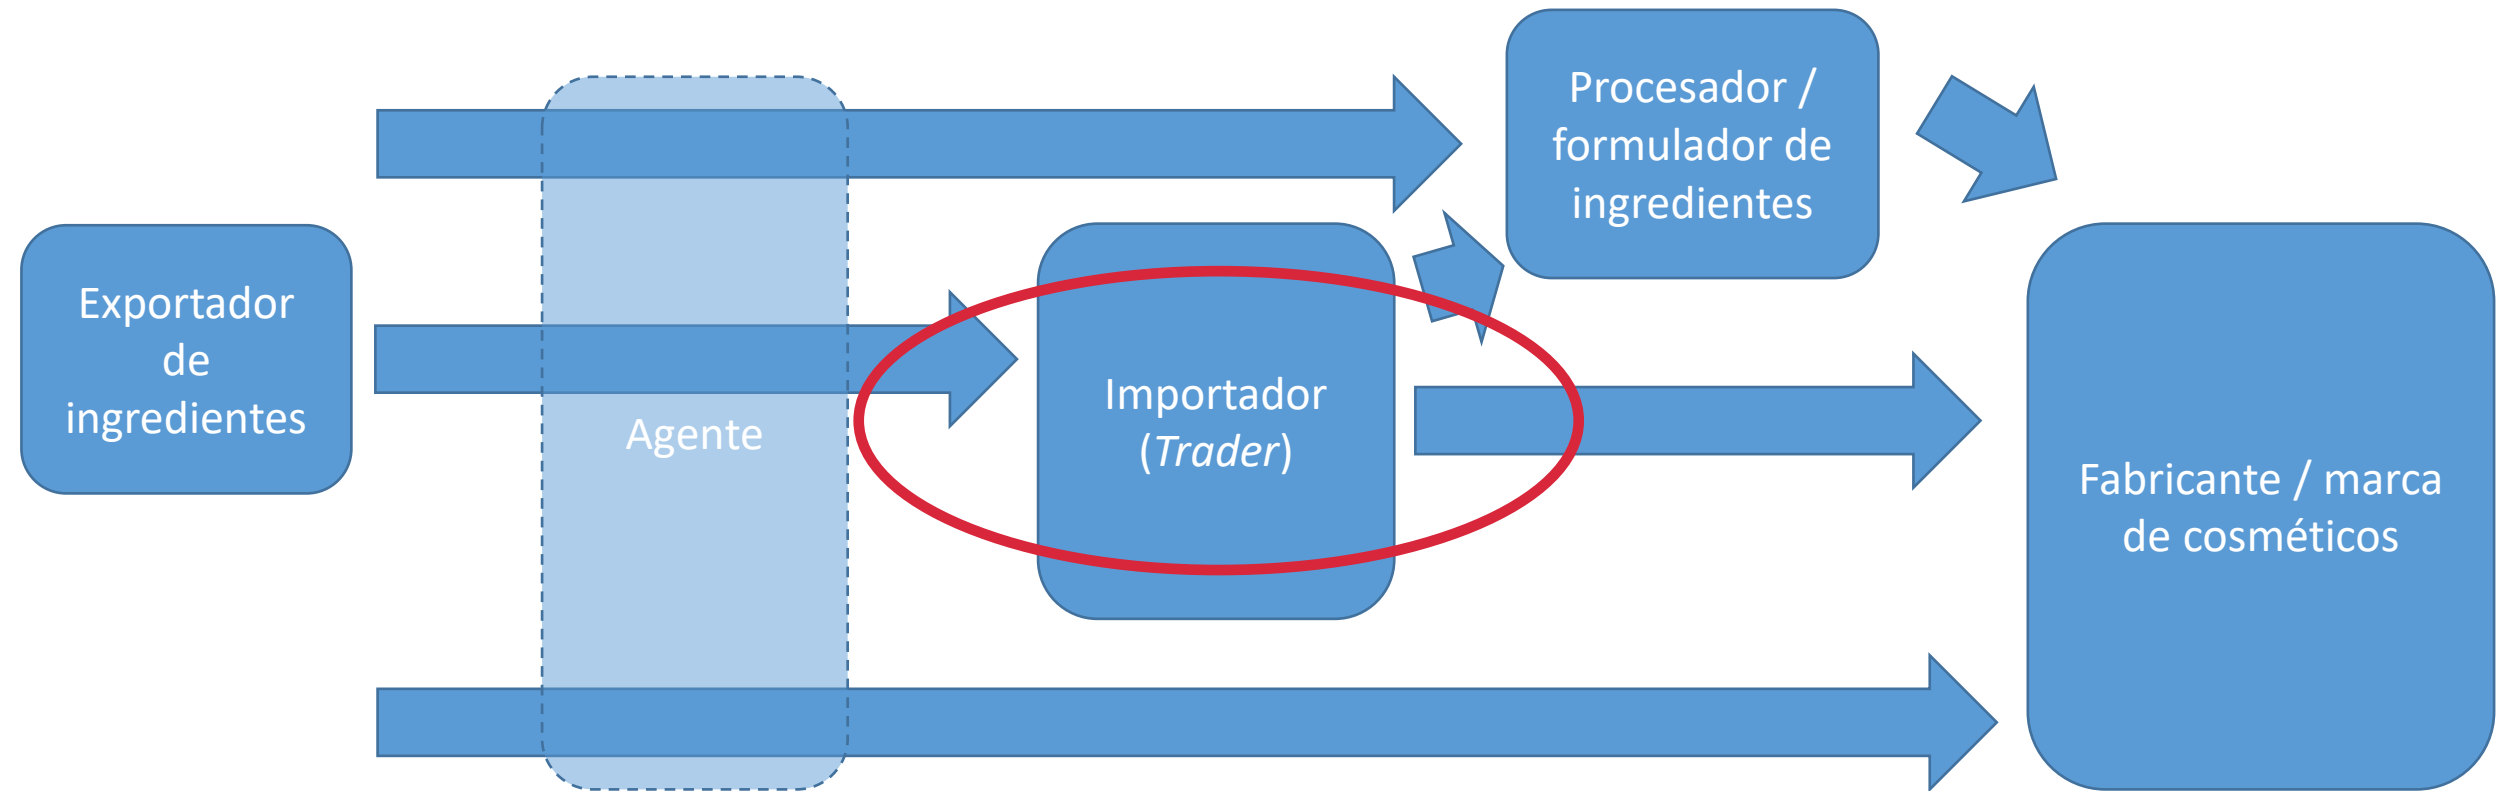 Exportador
de
ingredientes
Agente
Importador
(Trader)
Procesador /
formulador de
ingredientes
Fabricante / marca
de cosméticos